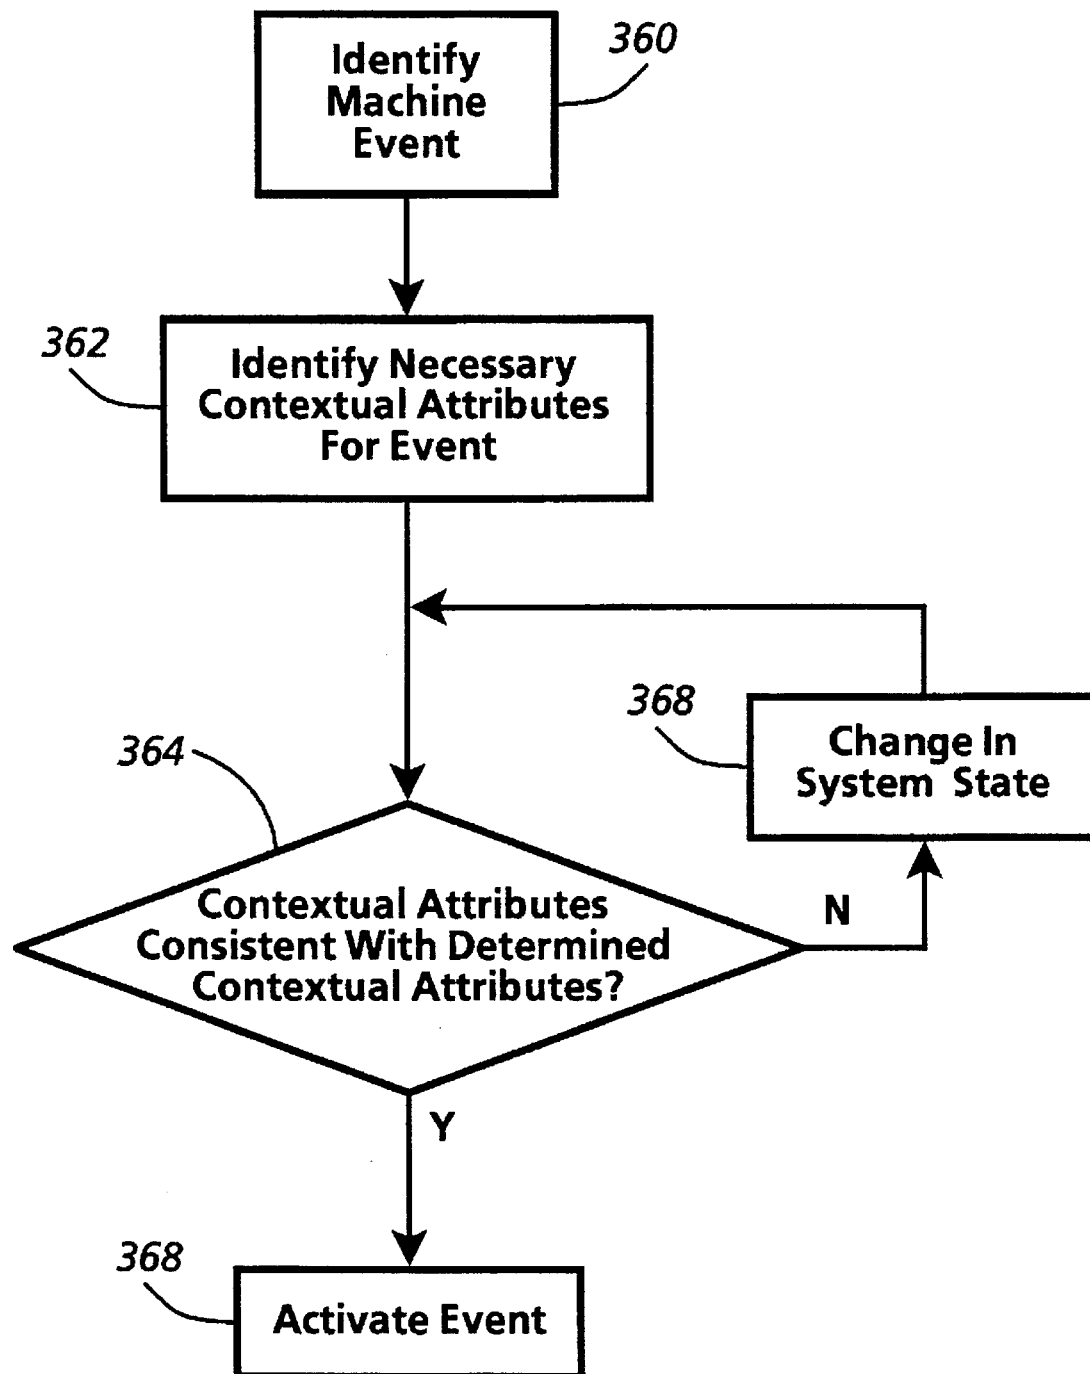 360
Identify
Machine
Event
362
Identify Necessary
Contextual Attributes
For Event
368
Change In
System State
364
Contextual Attributes
Consistent With Determined
Contextual Attributes?
N
Y
368
Activate Event